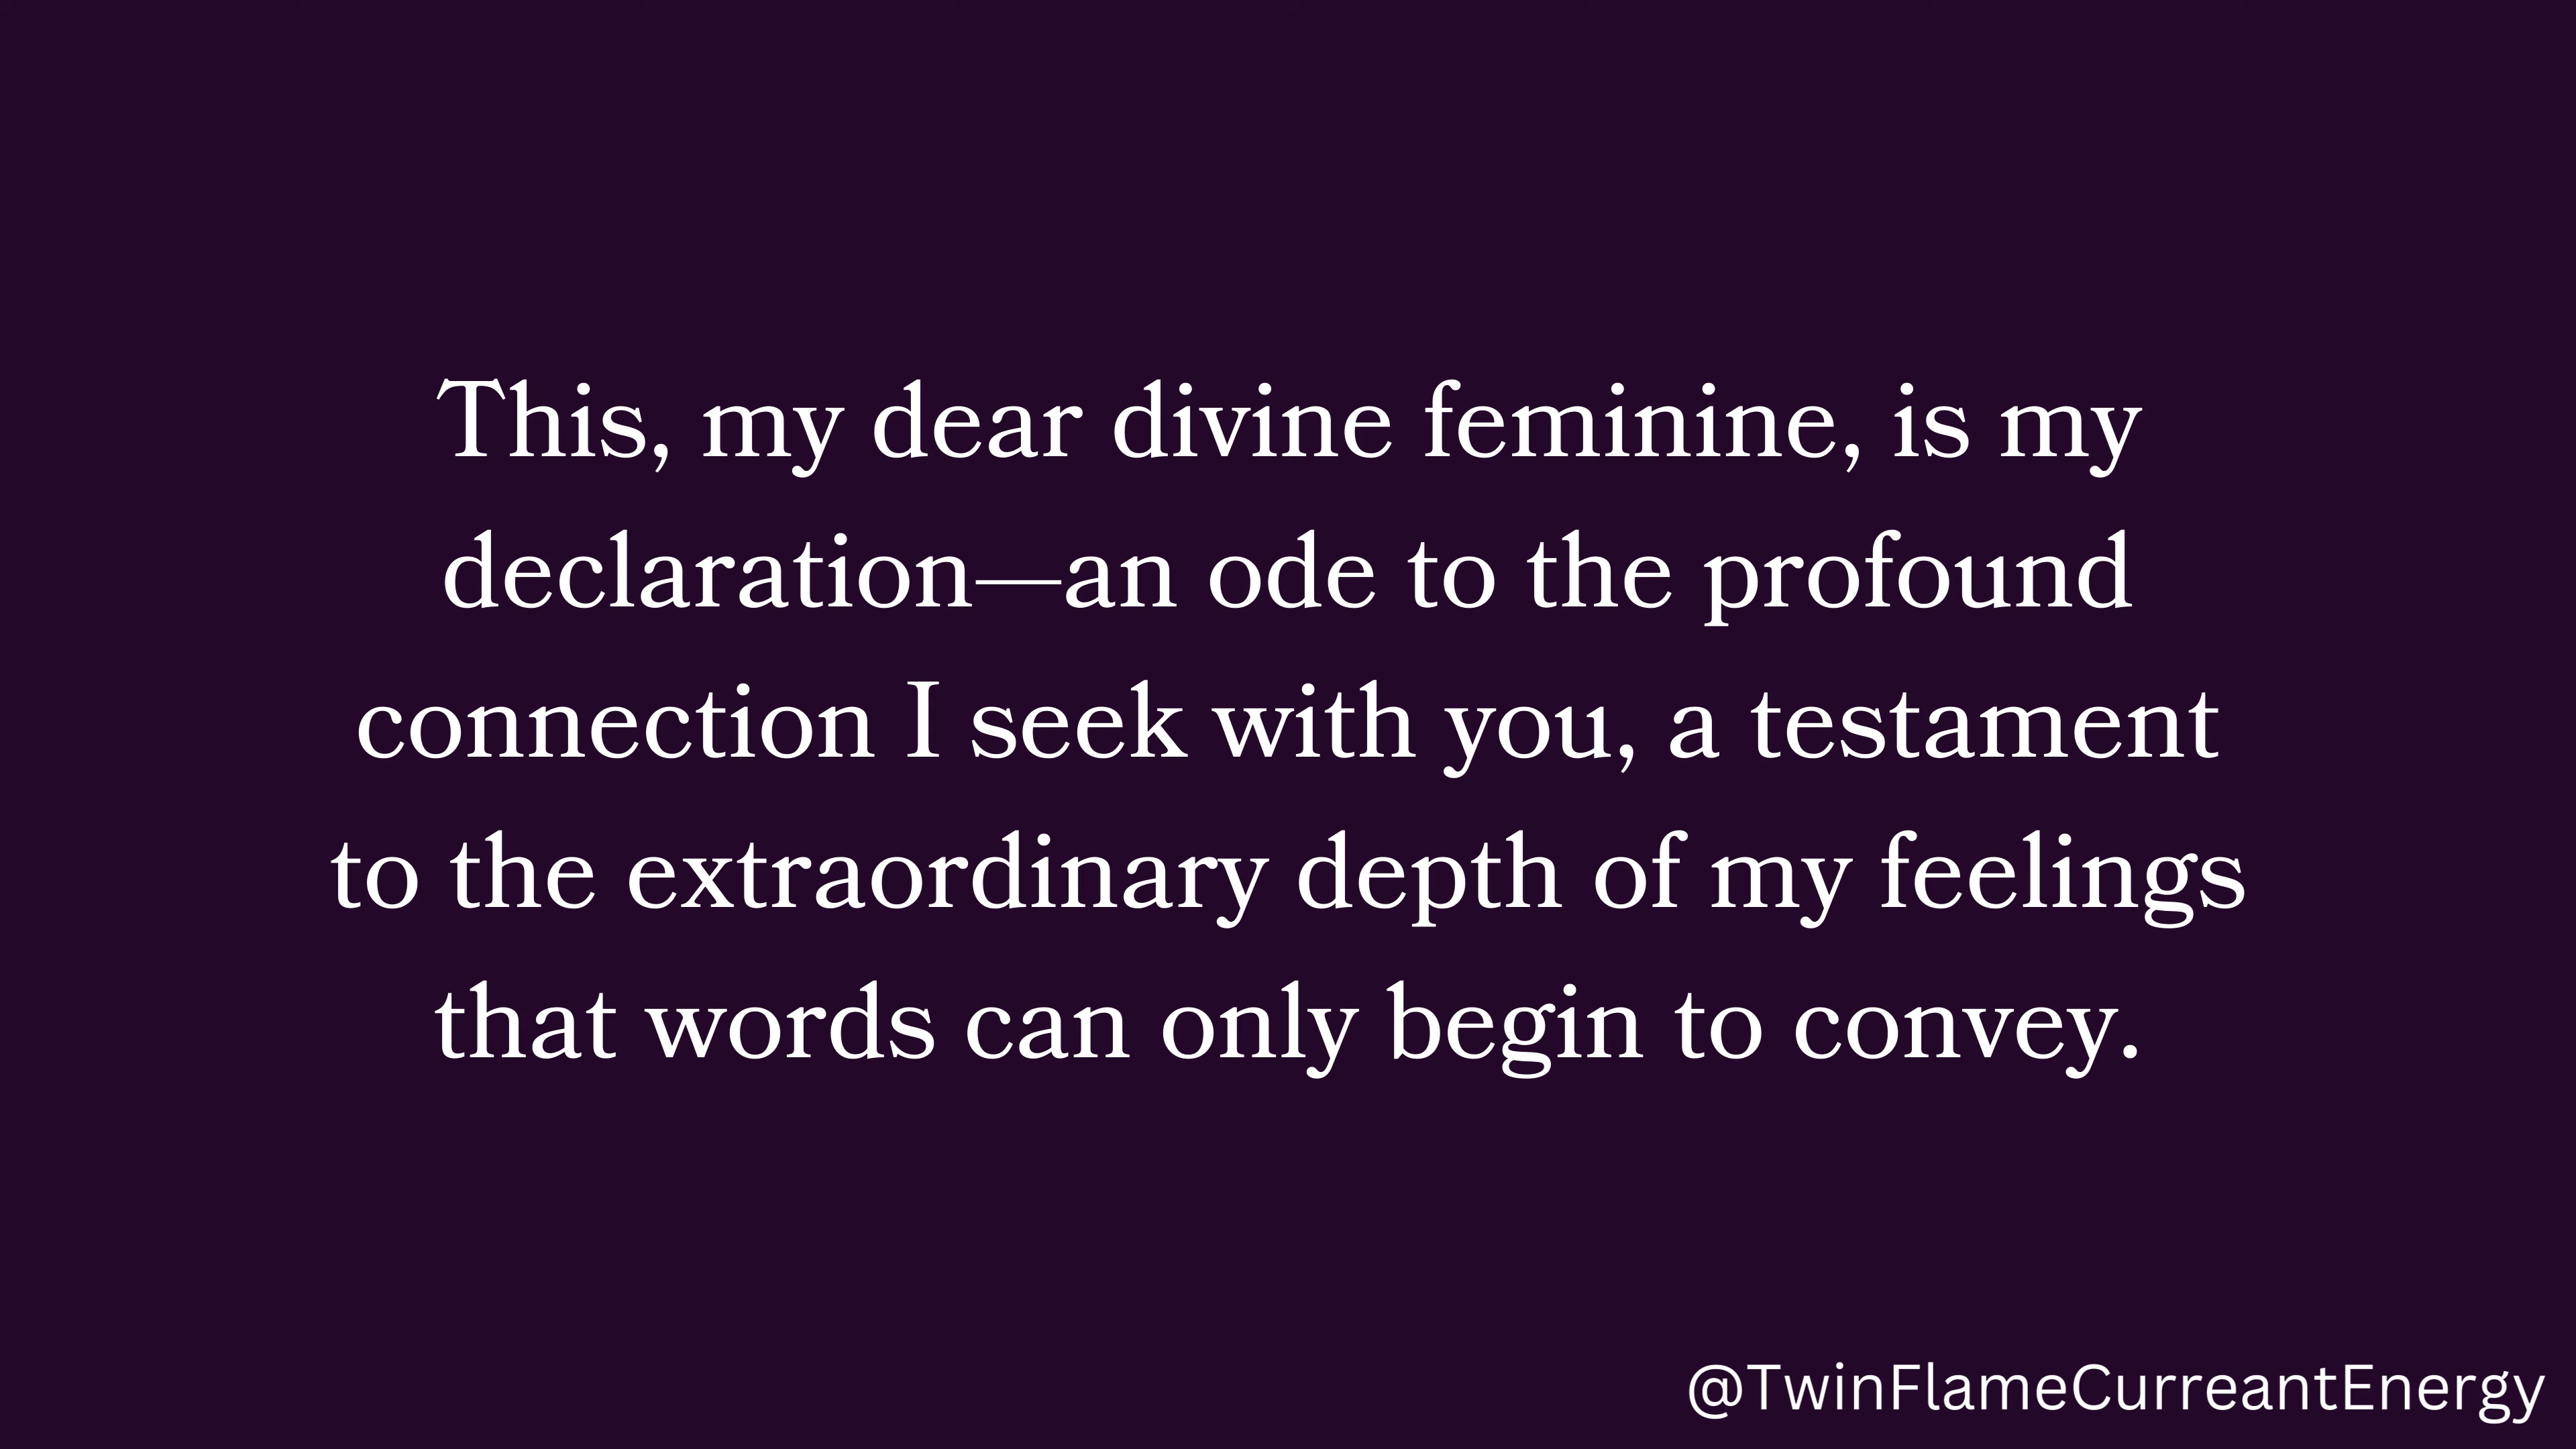 This, my dear divine feminine, is my
declaration—an ode to the profound
connection I seek with you, a testament
to the extraordinary depth of my feelings
that words can only begin to convey.
@TwinFlameCurreantEnergy